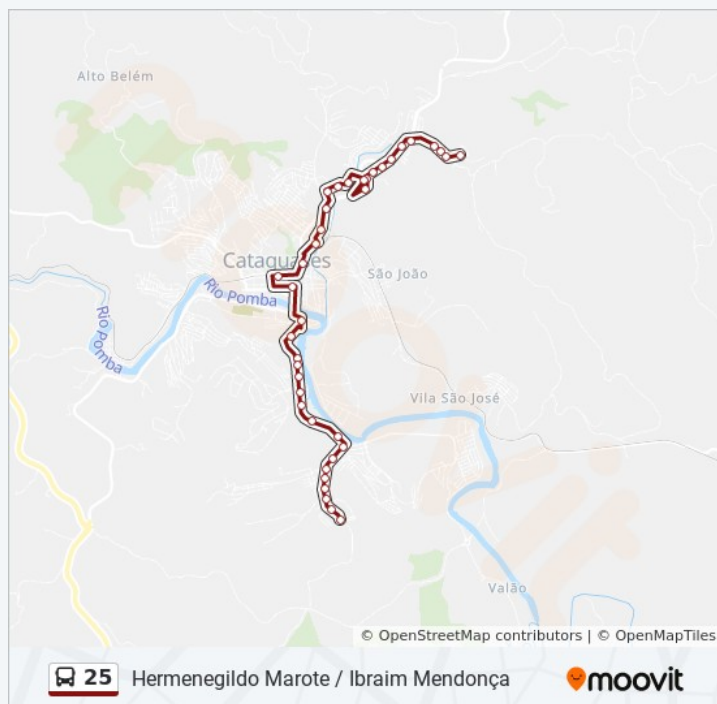 Alto Belém
Cataguases
São João
Rio Pomba
Rio Pomba
Vila São José
Valão
© OpenStreetMap contributors | © OpenMapTiles
25 Hermenegildo Marote / Ibraim Mendonça
moovit